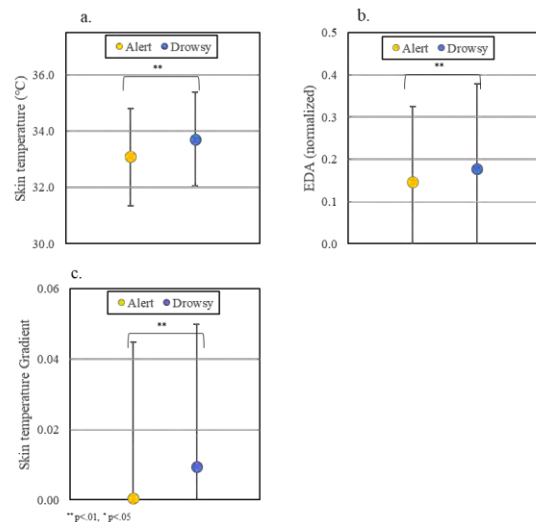 a.
Alert Drowsy
**
Skin temperature (℃)
36.0
34.0
32.0
30.0
b.
Alert Drowsy
**
EDA (normalized)
0.5
0.4
0.3
0.2
0.1
0.0
c.
Alert Drowsy
**
Skin temperature Gradient
0.06
0.04
0.02
0.00
**p<.01, *p<.05